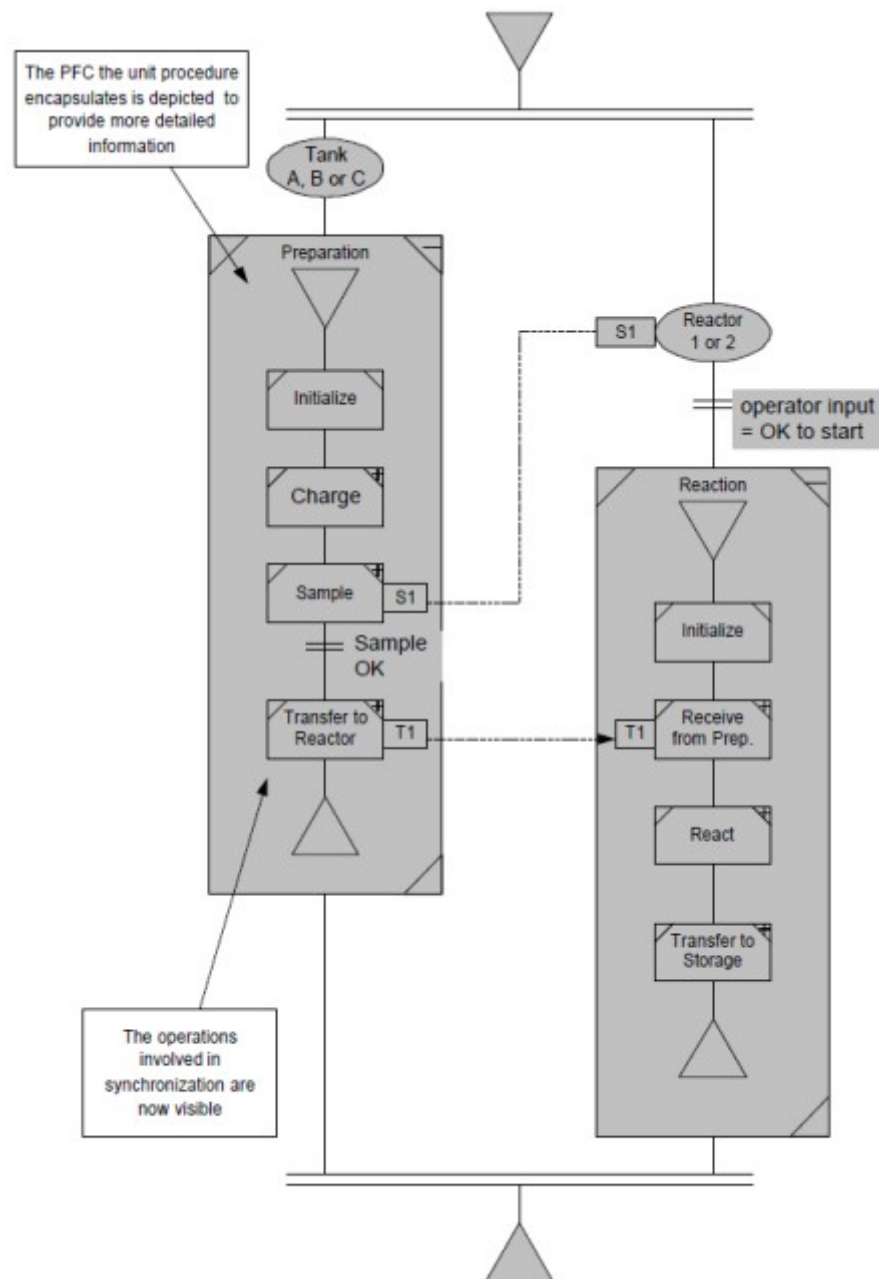 The PFC the unit procedure
encapsulates is depicted to
provide more detailed
information
Tank
A, B or C
Preparation
Initialize
Charge
Sample
S1
Sample
OK
Transfer to
Reactor
T1
The operations
involved in
synchronization are
now visible
S1
Reactor
1 or 2
operator input
= OK to start
Reaction
Initialize
T1
Receive
from Prep.
React
Transfer to
Storage